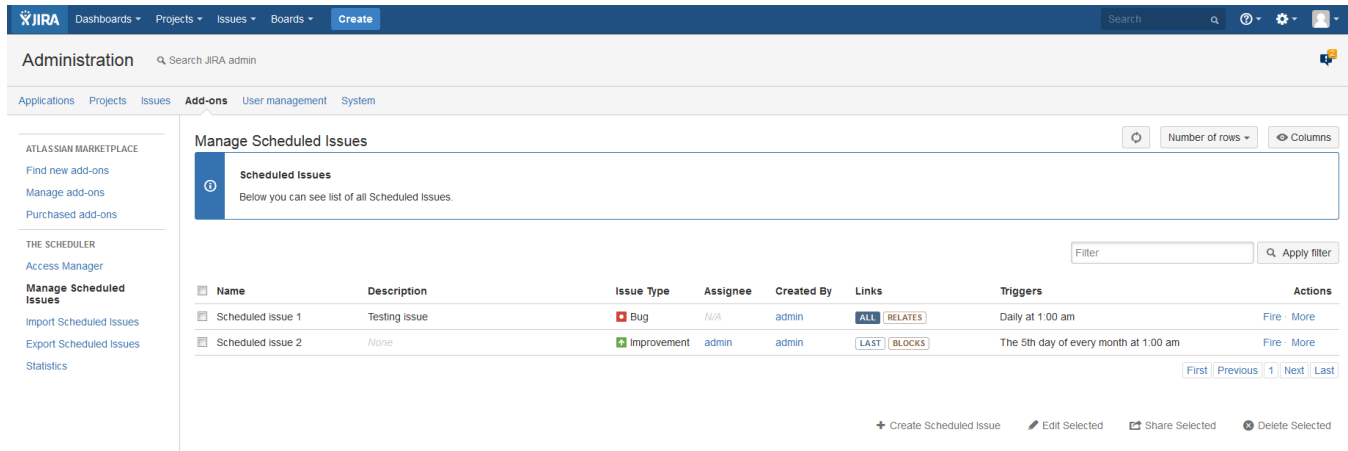 JIRA Dashboards Projects Issues Boards Create Search
Administration Search JIRA admin 2
Applications Projects Issues Add-ons User management System
ATLASSIAN MARKETPLACE
Find new add-ons
Manage add-ons
Purchased add-ons
THE SCHEDULER
Access Manager
Manage Scheduled
Issues
Import Scheduled Issues
Export Scheduled Issues
Statistics
Manage Scheduled Issues Number of rows Columns
Scheduled Issues
Below you can see list of all Scheduled Issues.
Filter Apply filter
Name Description Issue Type Assignee Created By Links Triggers Actions
Scheduled issue 1 Testing issue Bug N/A admin ALL RELATES Daily at 1:00 am Fire · More
Scheduled issue 2 None Improvement admin admin LAST BLOCKS The 5th day of every month at 1:00 am Fire · More
First Previous 1 Next Last
Create Scheduled Issue Edit Selected Share Selected Delete Selected